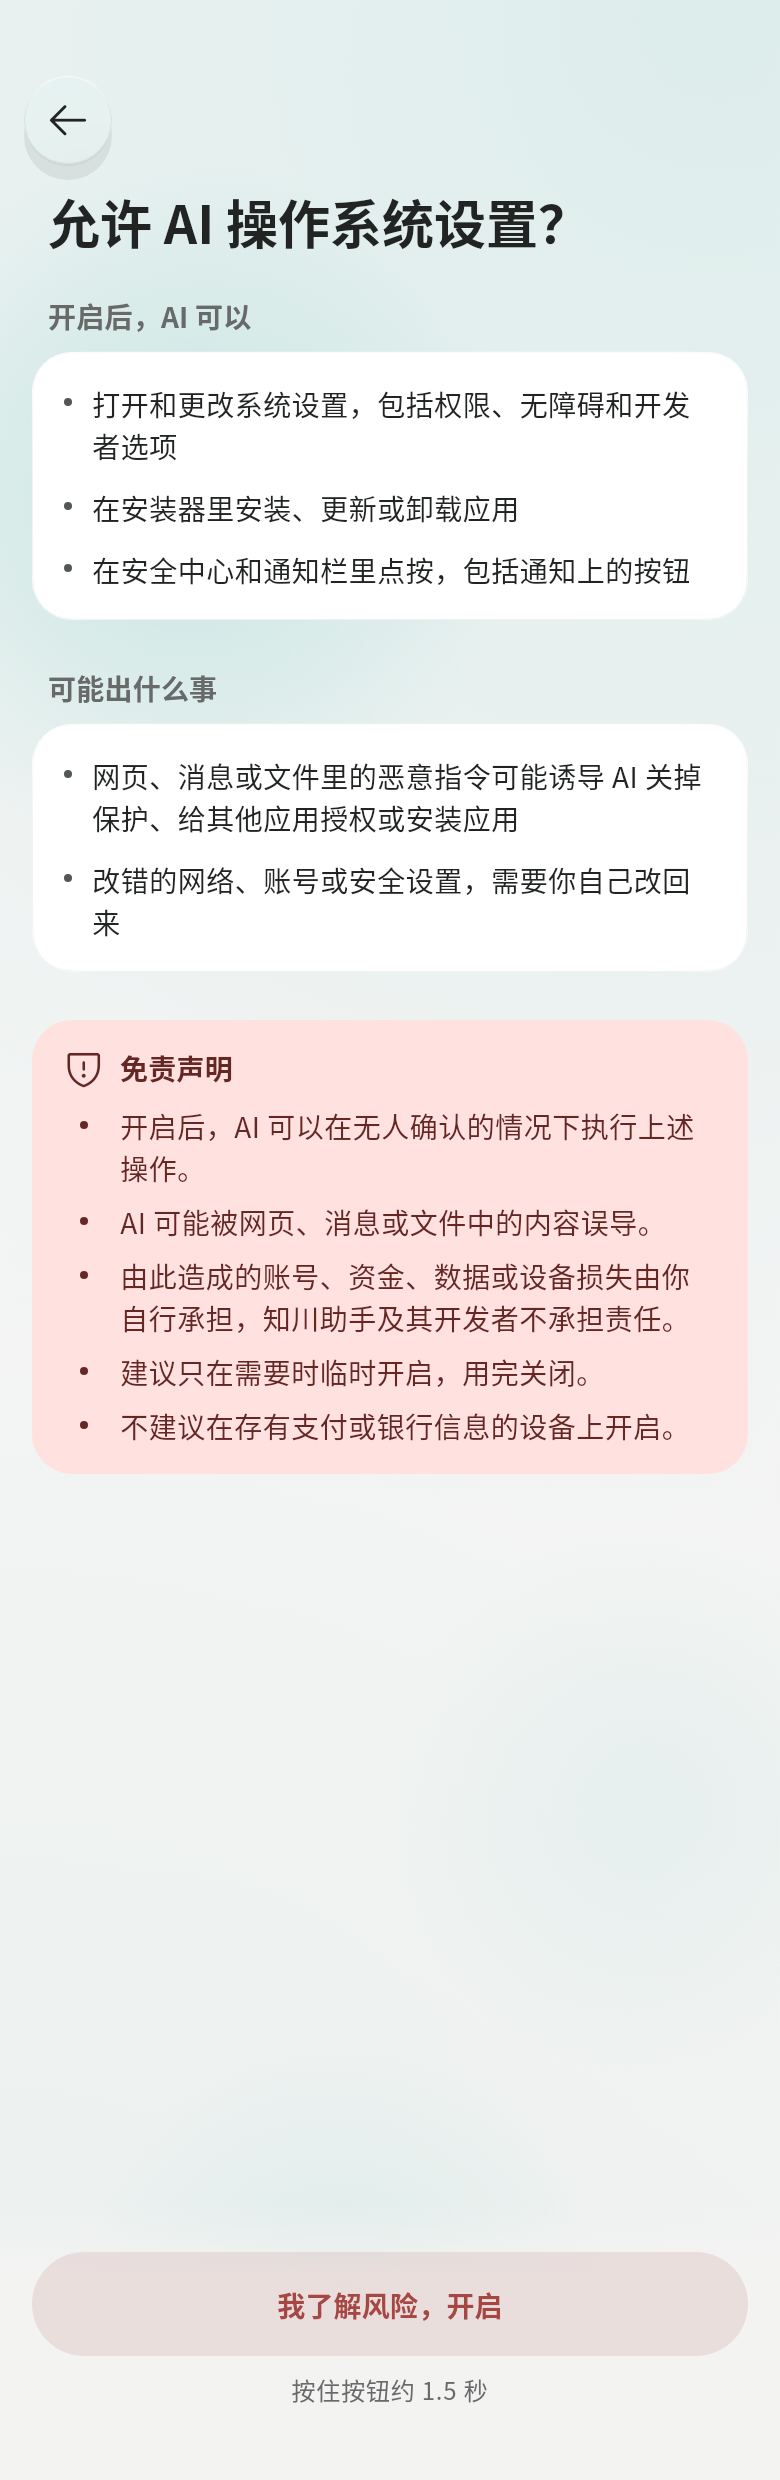 允许 AI 操作系统设置?
开启后，AI 可以
打开和更改系统设置，包括权限、无障碍和开发
者选项
在安装器里安装、更新或卸载应用
在安全中心和通知栏里点按，包括通知上的按钮
可能出什么事
网页、消息或文件里的恶意指令可能诱导 AI 关掉
保护、给其他应用授权或安装应用
改错的网络、账号或安全设置，需要你自己改回
来
免责声明
开启后，AI 可以在无人确认的情况下执行上述
操作。
AI 可能被网页、消息或文件中的内容误导。
由此造成的账号、资金、数据或设备损失由你
自行承担，知川助手及其开发者不承担责任。
建议只在需要时临时开启，用完关闭。
不建议在存有支付或银行信息的设备上开启。
我了解风险，开启
按住按钮约 1.5 秒